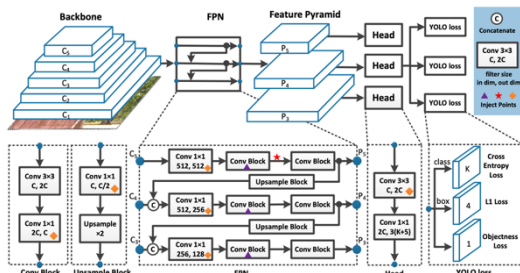 Backbone
FPN
Feature Pyramid
C
Concatenate
Conv 3×3
C, 2C
filter size
in dim, out dim
Inject Points
C5
C4
C3
C2
C1
P5
P4
P3
Head
Head
Head
YOLO loss
YOLO loss
YOLO loss
Conv 3×3
C, 2C
Conv 1×1
2C, C
Conv Block
Conv 1×1
C, C/2
Upsample
×2
Upsample Block
C5
Conv 1×1
512, 512
Conv Block
Conv Block
P5
Upsample Block
C4
C
Conv 1×1
512, 256
Conv Block
Conv Block
P4
Upsample Block
C3
C
Conv 1×1
256, 128
Conv Block
Conv Block
P3
FPN
Conv 3×3
C, 2C
Conv 1×1
2C, 3(K+5)
Head
class
K
Cross
Entropy
Loss
box
4
L1 Loss
1
Objectness
Loss
YOLO loss